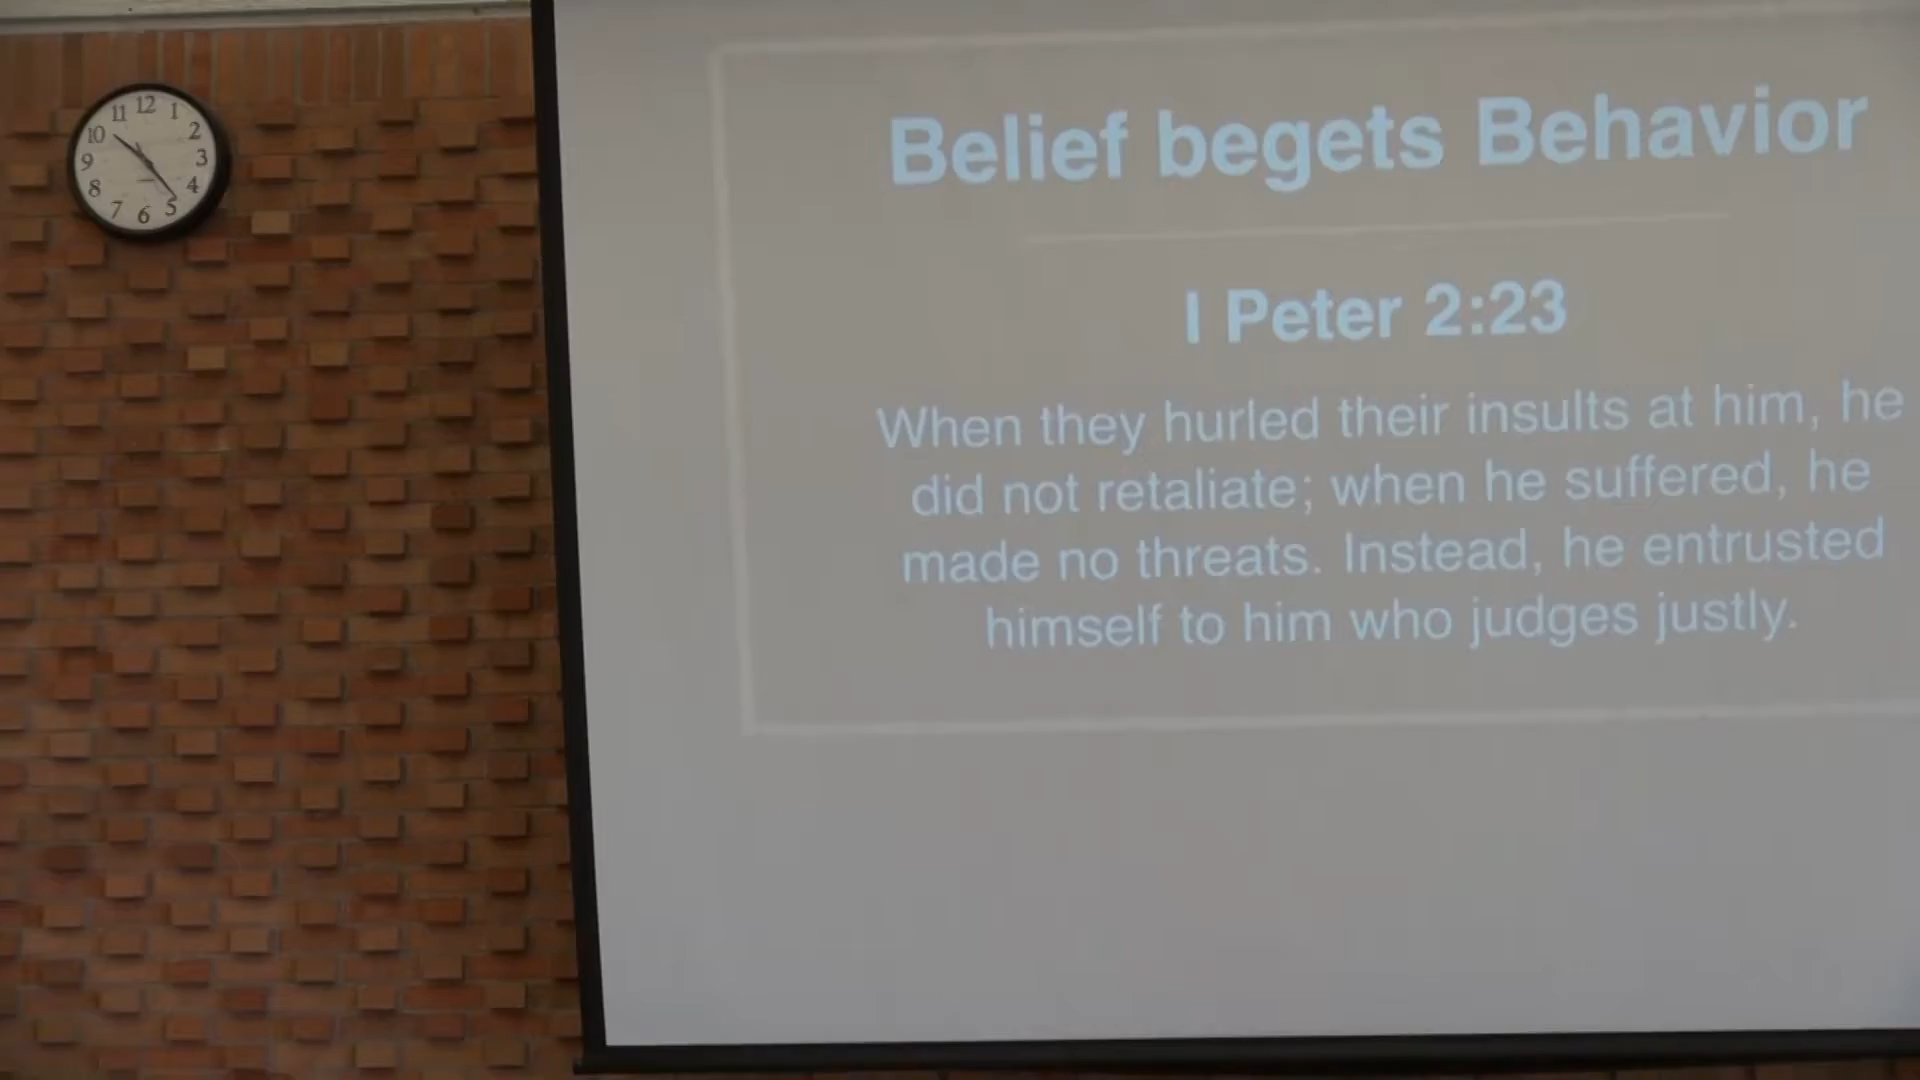 Belief begets Behavior
I Peter 2:23
When they hurled their insults at him, he
did not retaliate; when he suffered, he
made no threats. Instead, he entrusted
himself to him who judges justly.
12
1
2
3
4
5
6
7
8
9
10
11